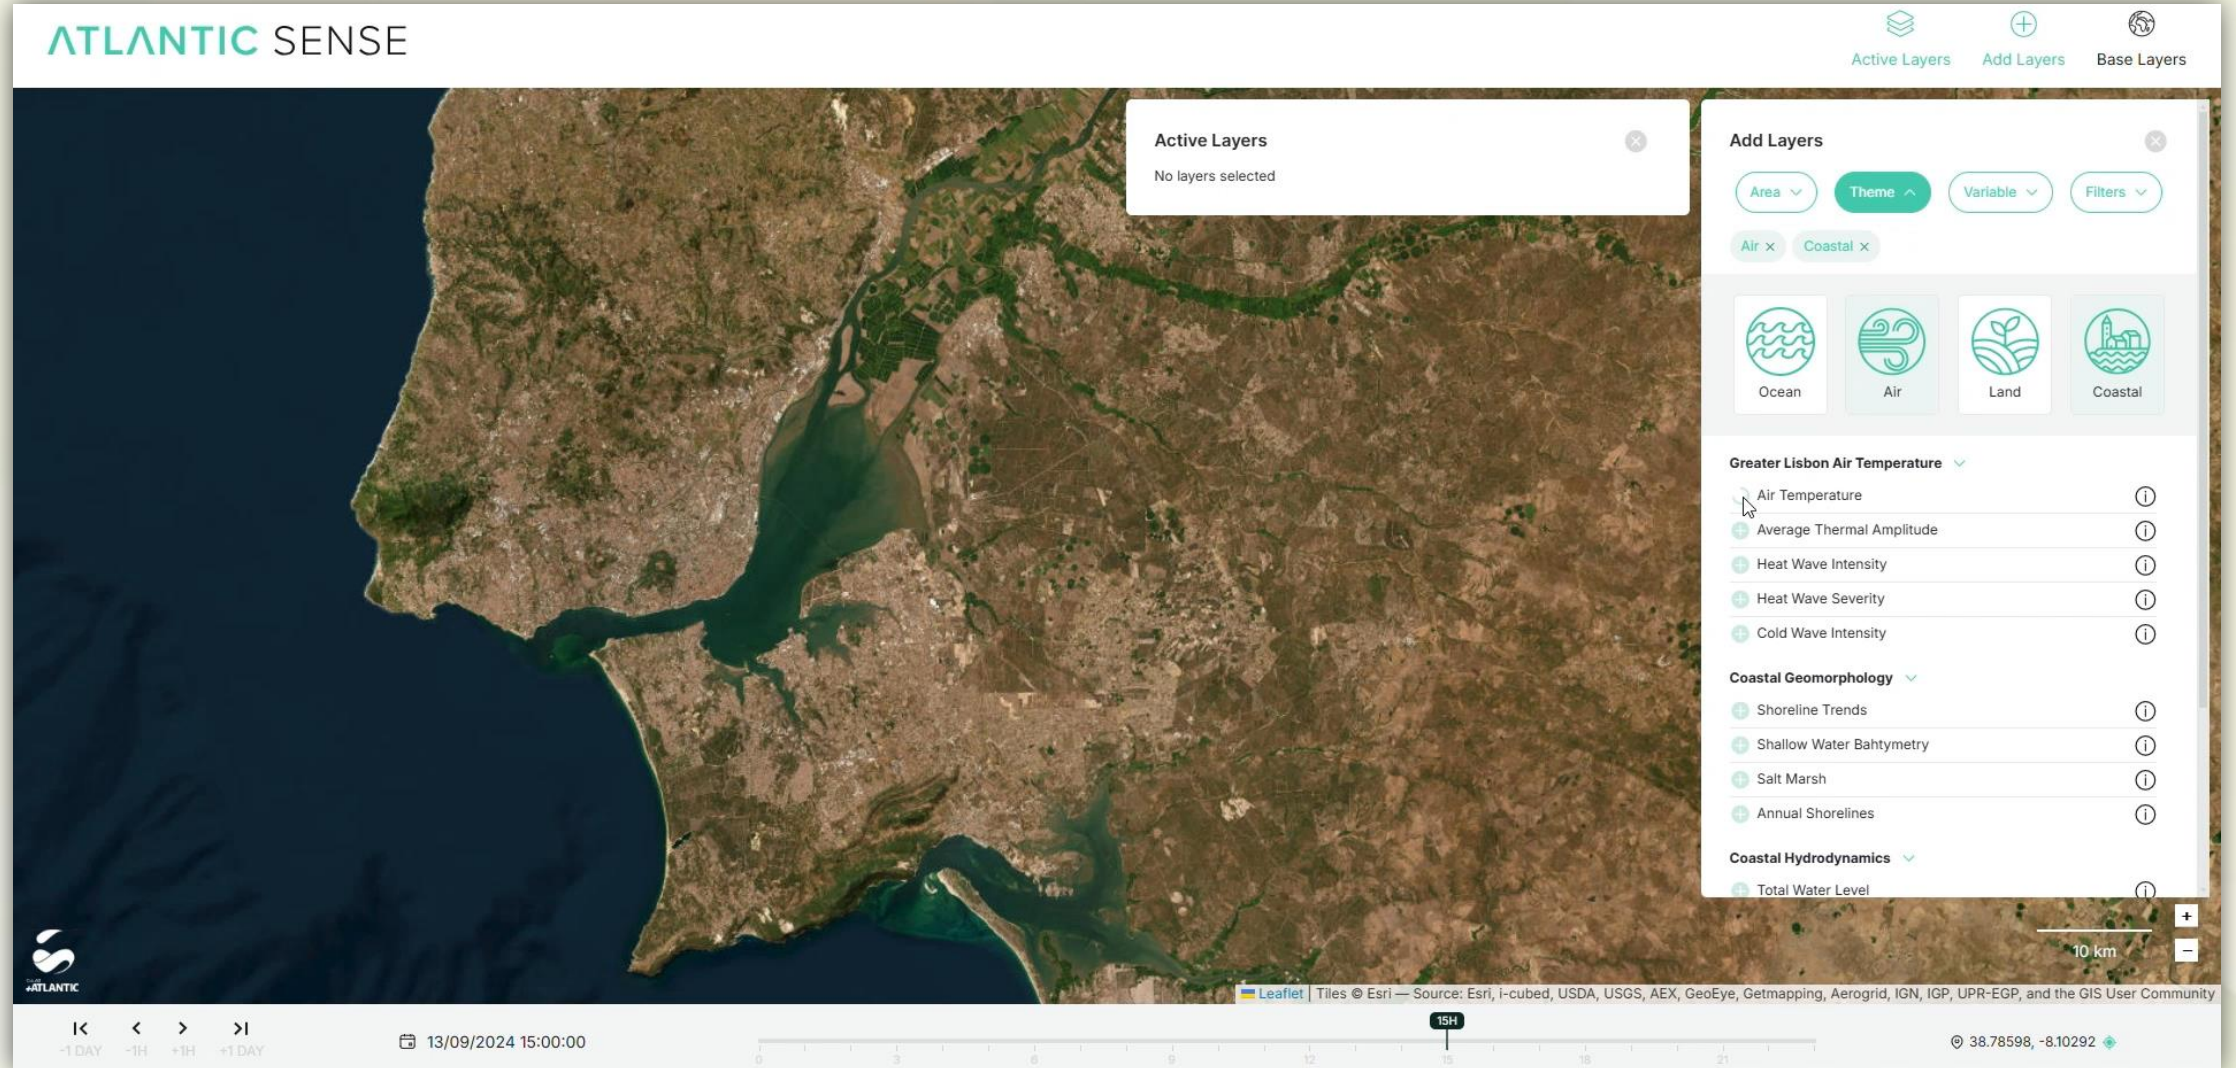 ATLANTIC SENSE
Active Layers
Add Layers
Base Layers
Active Layers
No layers selected
Add Layers
Area
Theme
Variable
Filters
Air ×
Coastal ×
Ocean
Air
Land
Coastal
Greater Lisbon Air Temperature
Air Temperature
Average Thermal Amplitude
Heat Wave Intensity
Heat Wave Severity
Cold Wave Intensity
Coastal Geomorphology
Shoreline Trends
Shallow Water Bahtymetry
Salt Marsh
Annual Shorelines
Coastal Hydrodynamics
Total Water Level
+
10 km
−
+ATLANTIC
Leaflet | Tiles © Esri — Source: Esri, i-cubed, USDA, USGS, AEX, GeoEye, Getmapping, Aerogrid, IGN, IGP, UPR-EGP, and the GIS User Community
-1 DAY
-1H
+1H
+1 DAY
13/09/2024 15:00:00
15H
0 3 6 9 12 15 18 21
38.78598, -8.10292